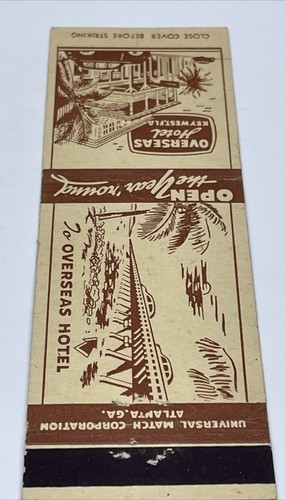 CLOSE COVER BEFORE STRIKING
OVERSEAS
Hotel
KEY WEST, FLA
OPEN
the Year 'round
To OVERSEAS HOTEL
UNIVERSAL MATCH CORPORATION
ATLANTA, GA.